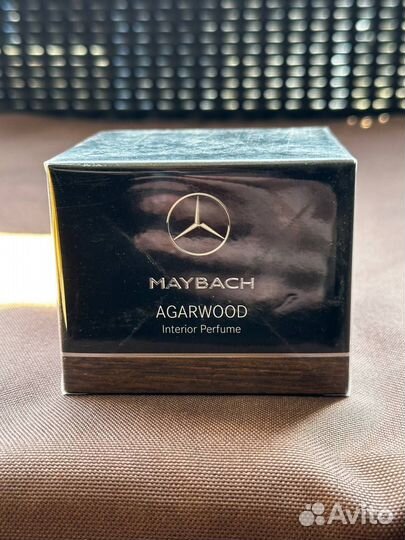 MAYBACH
AGARWOOD
Interior Perfume
Avito